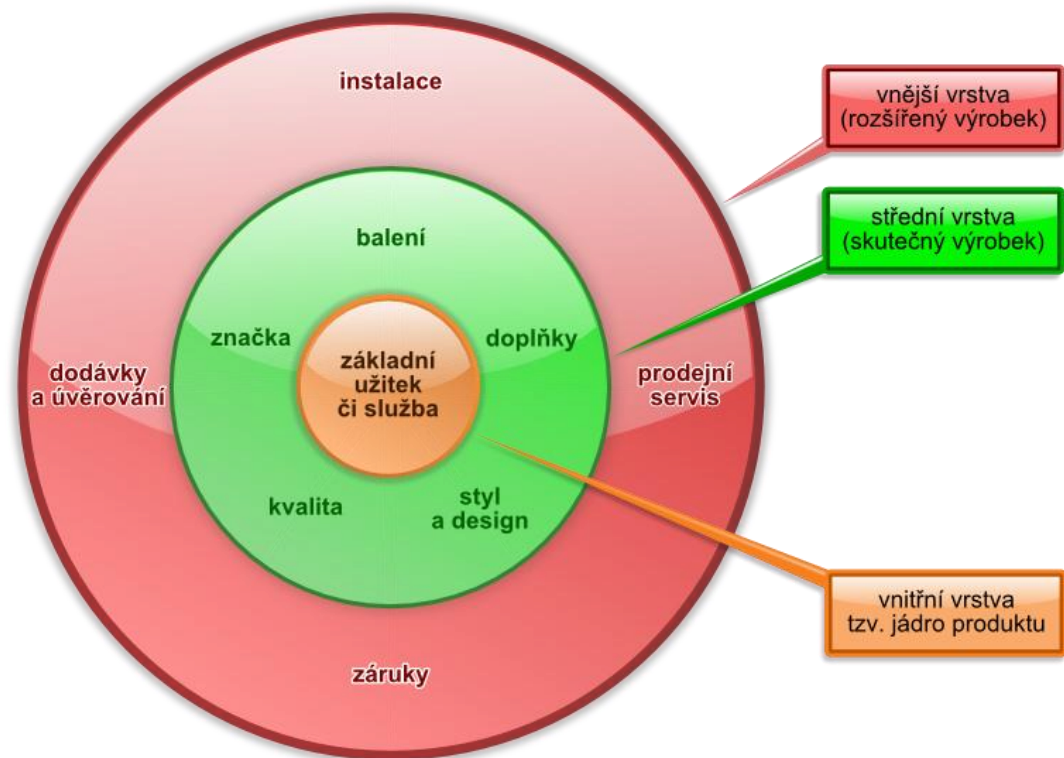 instalace
vnější vrstva
(rozšířený výrobek)
střední vrstva
(skutečný výrobek)
balení
značka
doplňky
základní
užitek
či služba
dodávky
a úvěrování
prodejní
servis
kvalita
styl
a design
vnitřní vrstva
tzv. jádro produktu
záruky